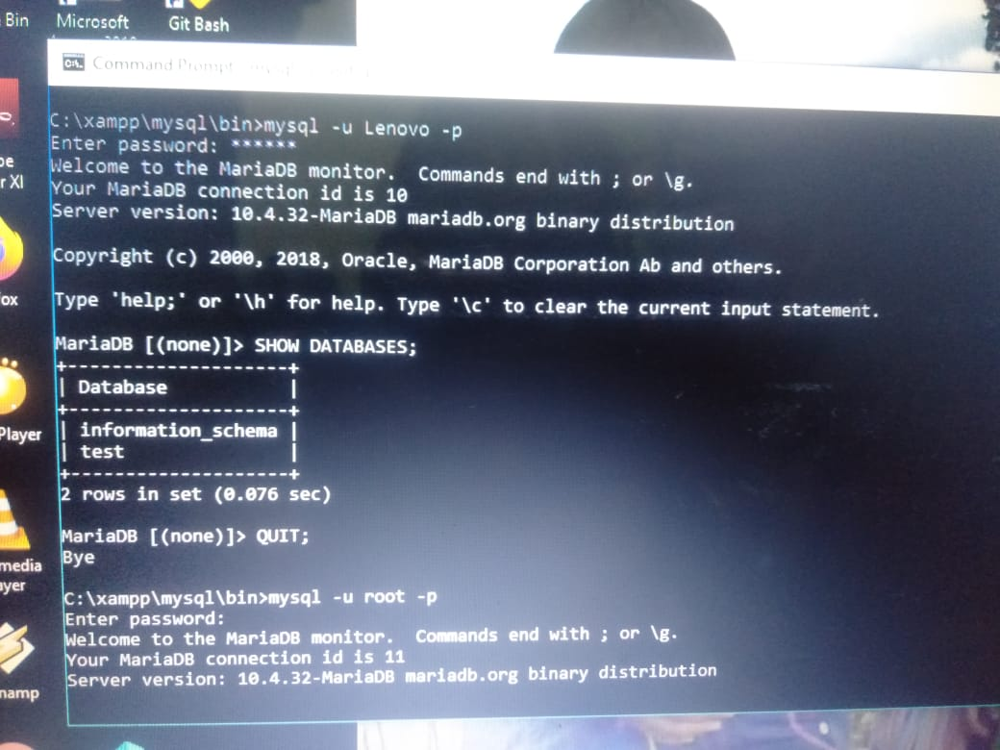 Bin
Microsoft
Git Bash
Command Prompt
C:\xampp\mysql\bin>mysql -u Lenovo -p
Enter password: ******
Welcome to the MariaDB monitor.  Commands end with ; or \g.
Your MariaDB connection id is 10
Server version: 10.4.32-MariaDB mariadb.org binary distribution
Copyright (c) 2000, 2018, Oracle, MariaDB Corporation Ab and others.
Type 'help;' or '\h' for help. Type '\c' to clear the current input statement.
MariaDB [(none)]> SHOW DATABASES;
+--------------------+
| Database           |
+--------------------+
| information_schema |
| test               |
+--------------------+
2 rows in set (0.076 sec)
MariaDB [(none)]> QUIT;
Bye
C:\xampp\mysql\bin>mysql -u root -p
Enter password:
Welcome to the MariaDB monitor.  Commands end with ; or \g.
Your MariaDB connection id is 11
Server version: 10.4.32-MariaDB mariadb.org binary distribution
r XI
ox
Player
media
ayer
namp